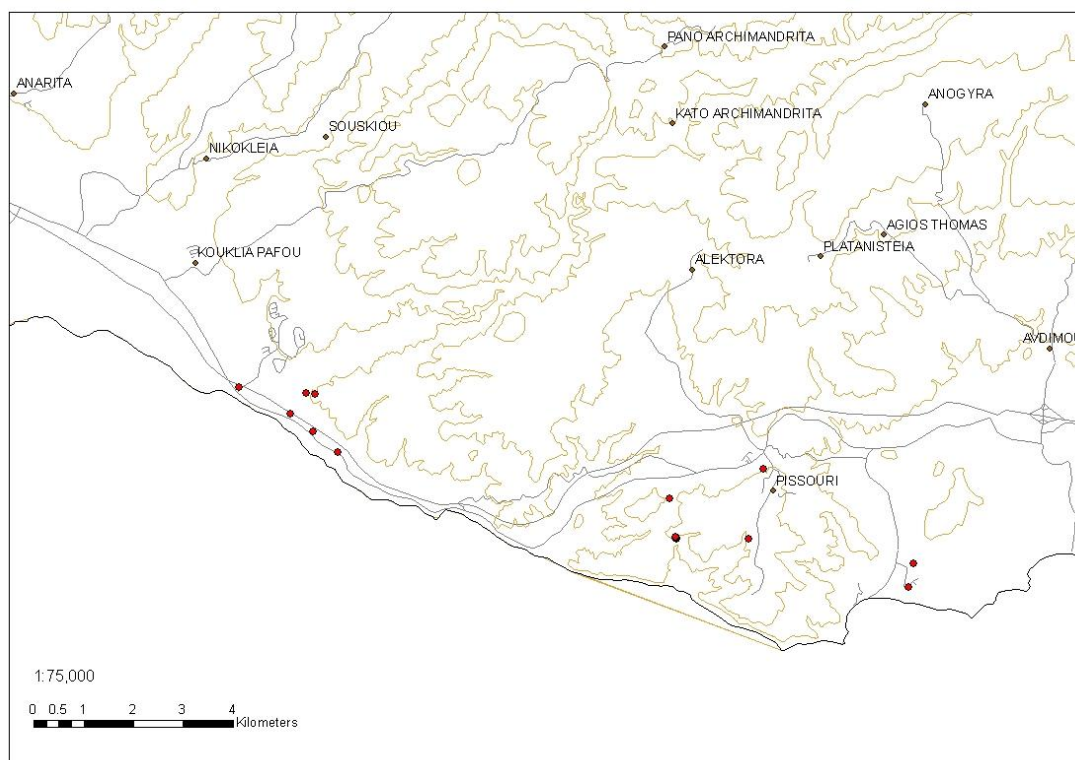 PANO ARCHIMANDRITA
ANARITA
ANOGYRA
KATO ARCHIMANDRITA
SOUSKIOU
NIKOKLEIA
AGIOS THOMAS
PLATANISTEIA
KOUKLIA PAFOU
ALEKTORA
AVDIMOU
PISSOURI
1:75,000
0 0.5 1 2 3 4
Kilometers